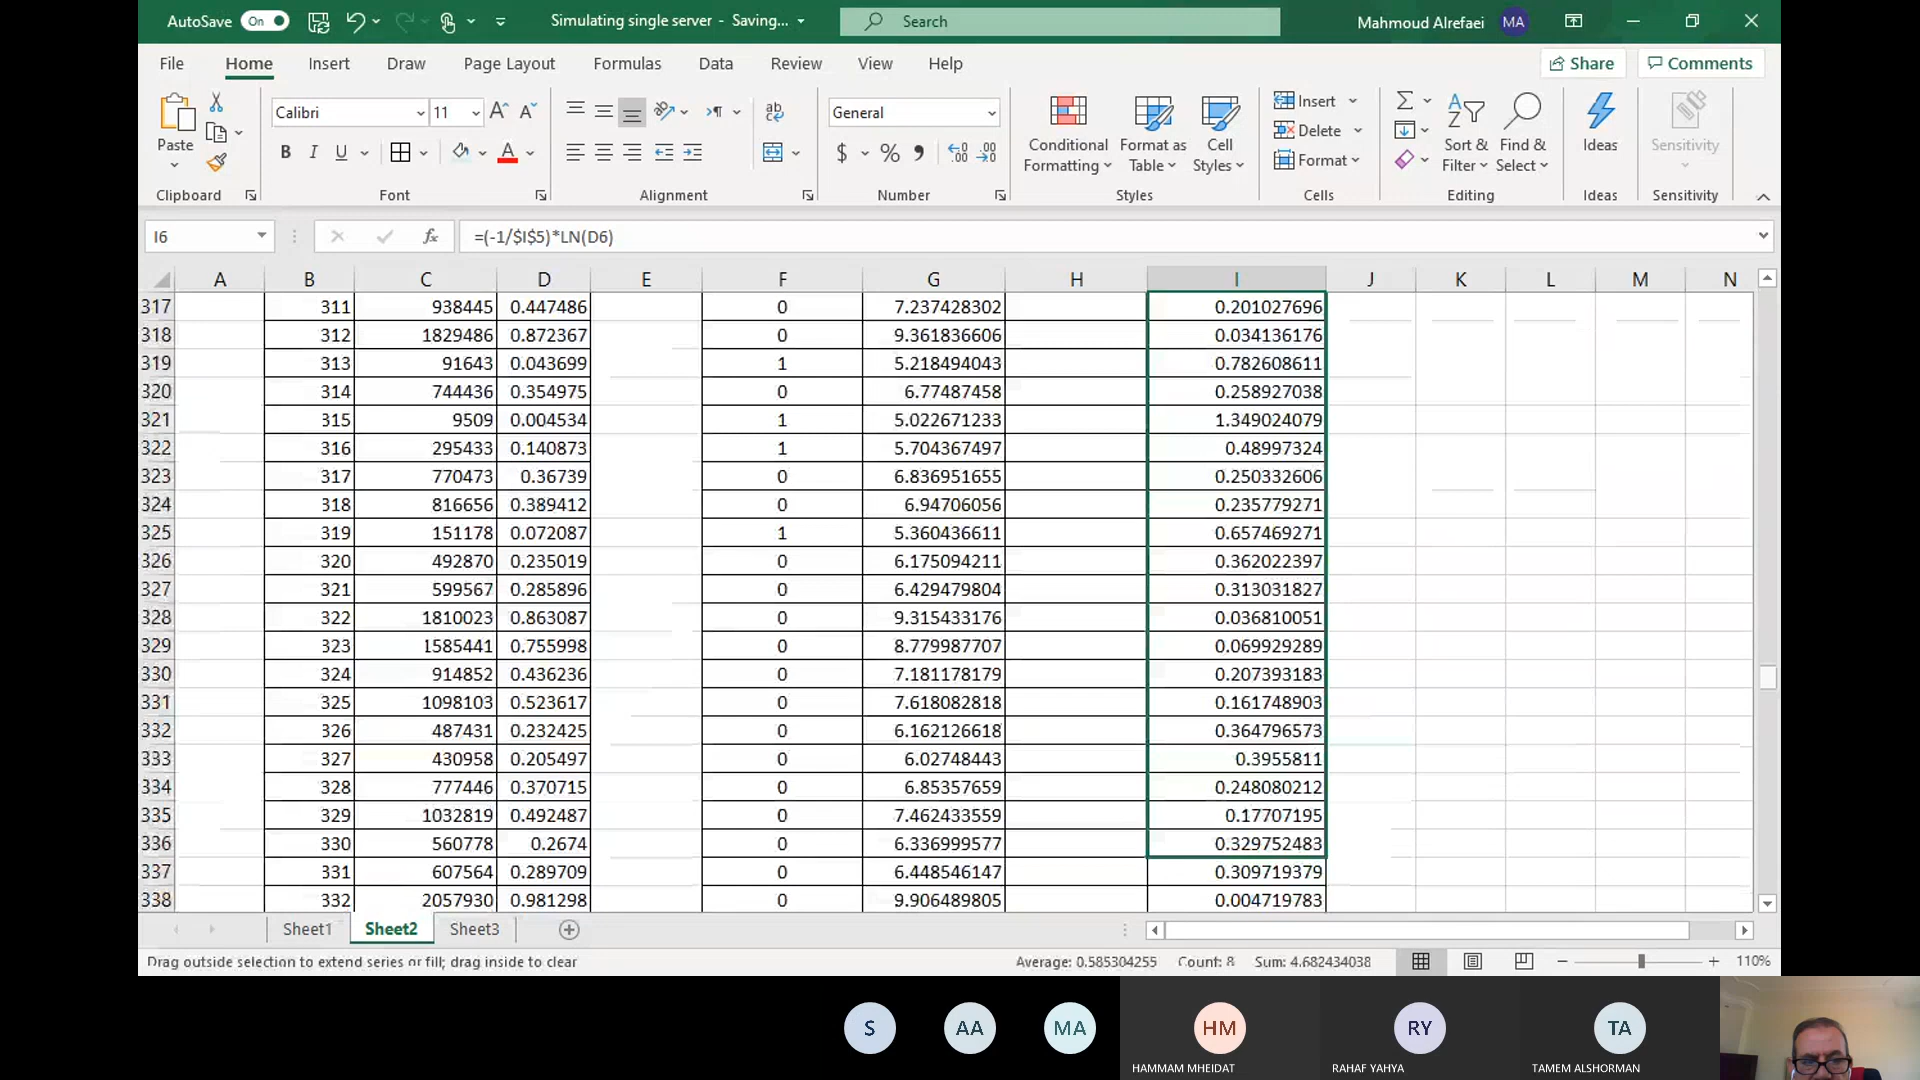 AutoSave On Simulating single server - Saving... Search Mahmoud Alrefaei MA
File Home Insert Draw Page Layout Formulas Data Review View Help Share Comments
Paste Calibri 11 General Conditional Formatting Format as Table Cell Styles Insert Delete Format Sort & Filter Find & Select Ideas Sensitivity
Clipboard Font Alignment Number Styles Cells Editing Ideas Sensitivity
I6 fx =(-1/$I$5)*LN(D6)
A B C D E F G H I J K L M N
317 311 938445 0.447486 0 7.237428302 0.201027696
318 312 1829486 0.872367 0 9.361836606 0.034136176
319 313 91643 0.043699 1 5.218494043 0.782608611
320 314 744436 0.354975 0 6.77487458 0.258927038
321 315 9509 0.004534 1 5.022671233 1.349024079
322 316 295433 0.140873 1 5.704367497 0.48997324
323 317 770473 0.36739 0 6.836951655 0.250332606
324 318 816656 0.389412 0 6.94706056 0.235779271
325 319 151178 0.072087 1 5.360436611 0.657469271
326 320 492870 0.235019 0 6.175094211 0.362022397
327 321 599567 0.285896 0 6.429479804 0.313031827
328 322 1810023 0.863087 0 9.315433176 0.036810051
329 323 1585441 0.755998 0 8.779987707 0.069929289
330 324 914852 0.436236 0 7.181178179 0.207393183
331 325 1098103 0.523617 0 7.618082818 0.161748903
332 326 487431 0.232425 0 6.162126618 0.364796573
333 327 430958 0.205497 0 6.02748443 0.3955811
334 328 777446 0.370715 0 6.85357659 0.248080212
335 329 1032819 0.492487 0 7.462433559 0.17707195
336 330 560778 0.2674 0 6.336999577 0.329752483
337 331 607564 0.289709 0 6.448546147 0.309719379
338 332 2057930 0.981298 0 9.906489805 0.004719783
Sheet1 Sheet2 Sheet3
Drag outside selection to extend series or fill; drag inside to clear Average: 0.585304255 Count: 8 Sum: 4.682434038 110%
S AA MA HM RY TA
HAMMAM MHEIDAT RAHAF YAHYA TAMEM ALSHORMAN